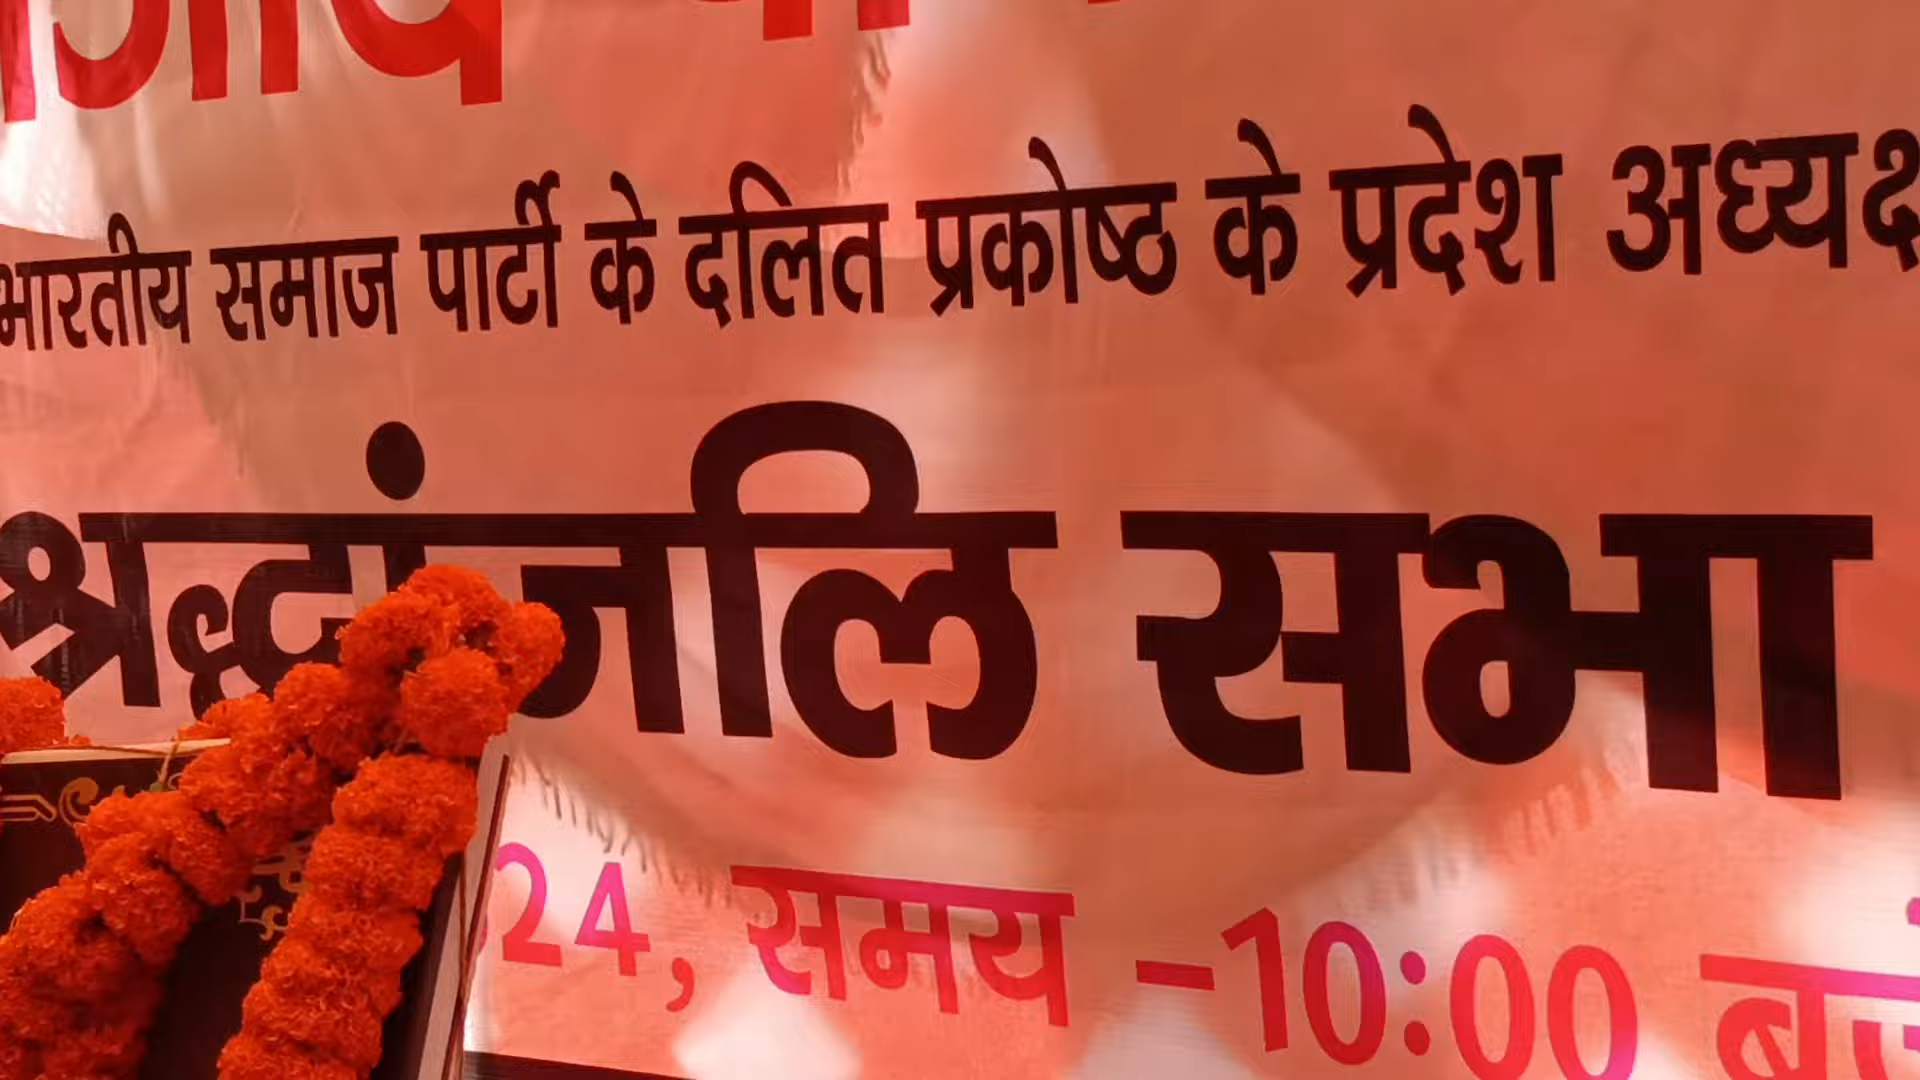 भारतीय समाज पार्टी के दलित प्रकोष्ठ के प्रदेश अध्यक्ष
श्रद्धांजलि सभा
24, समय –10:00